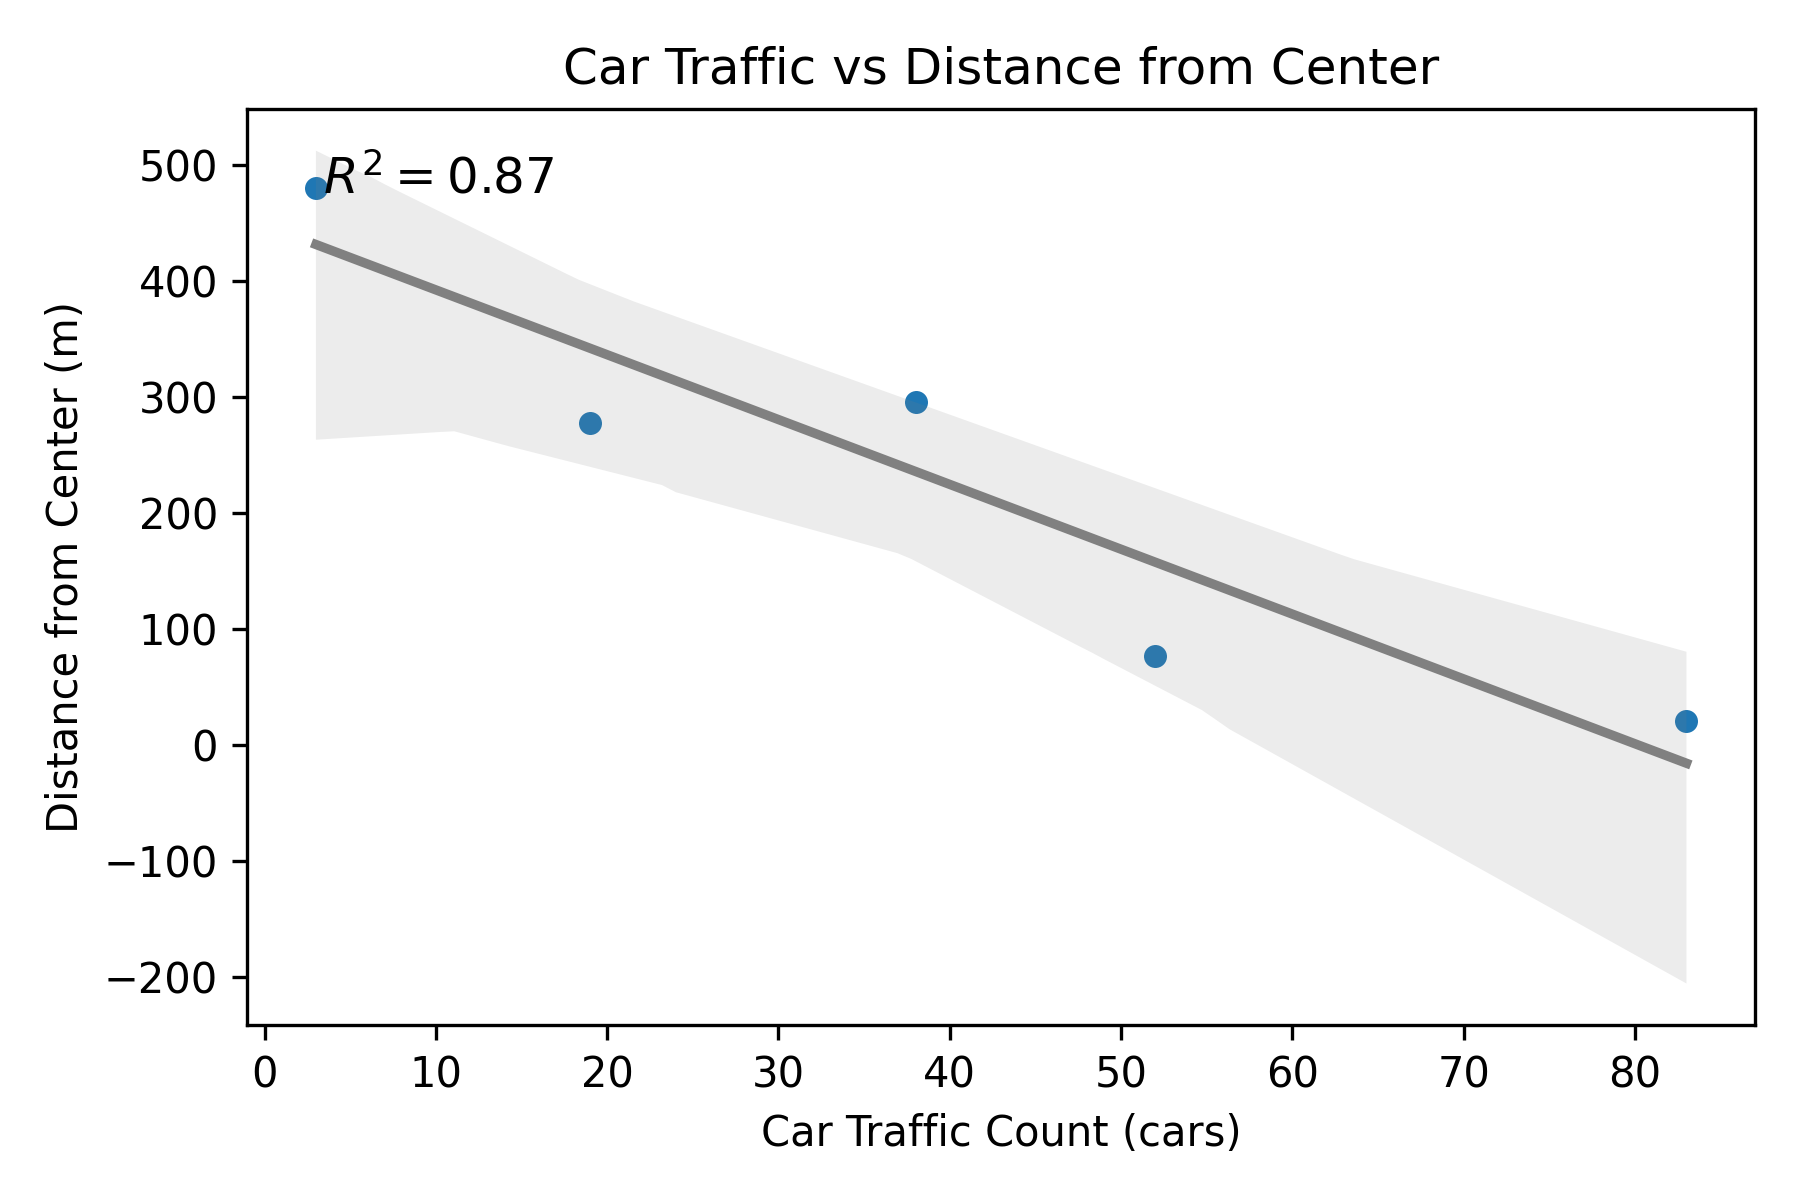 Car Traffic vs Distance from Center
R² = 0.87
Distance from Center (m)
500
400
300
200
100
0
−100
−200
0 10 20 30 40 50 60 70 80
Car Traffic Count (cars)